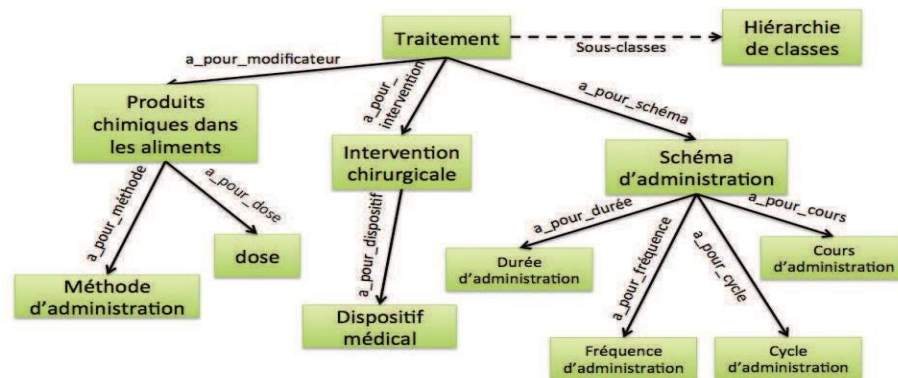 Traitement
Sous-classes
Hiérarchie
de classes
a_pour_modificateur
a_pour_
intervention
a_pour_schéma
Produits
chimiques dans
les aliments
Intervention
chirurgicale
Schéma
d'administration
a_pour_méthode
a_pour_dose
a_pour_dispositif
a_pour_durée
a_pour_fréquence
a_pour_cycle
a_pour_cours
Méthode
d'administration
dose
Dispositif
médical
Durée
d'administration
Fréquence
d'administration
Cycle
d'administration
Cours
d'administration